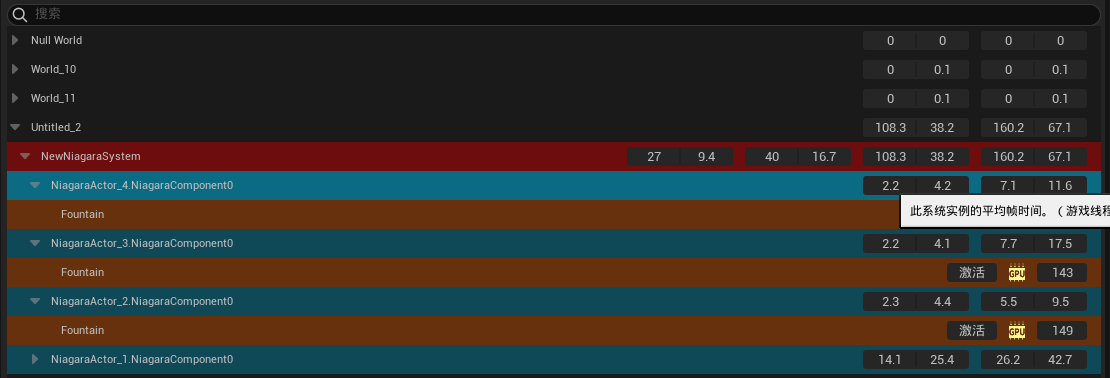 搜索
Null World 0 0 0 0
World_10 0 0.1 0 0.1
World_11 0 0.1 0 0.1
Untitled_2 108.3 38.2 160.2 67.1
NewNiagaraSystem 27 9.4 40 16.7 108.3 38.2 160.2 67.1
NiagaraActor_4.NiagaraComponent0 2.2 4.2 7.1 11.6
此系统实例的平均帧时间。（游戏线程
Fountain
NiagaraActor_3.NiagaraComponent0 2.2 4.1 7.7 17.5
Fountain 激活 GPU 143
NiagaraActor_2.NiagaraComponent0 2.3 4.4 5.5 9.5
Fountain 激活 GPU 149
NiagaraActor_1.NiagaraComponent0 14.1 25.4 26.2 42.7